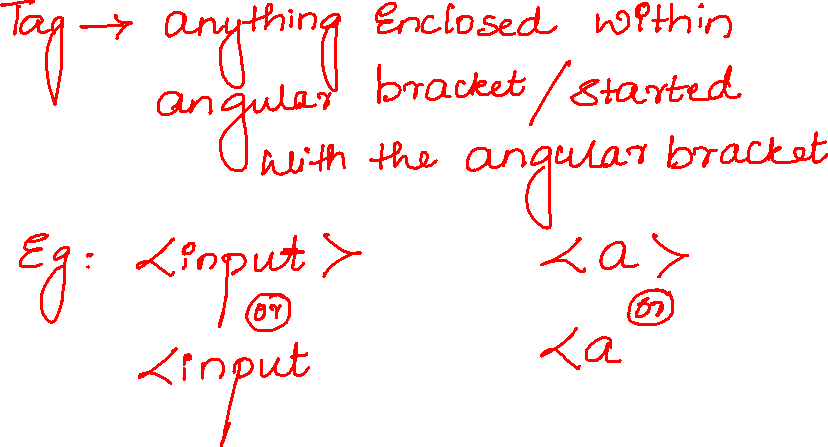 Tag → anything Enclosed within
angular bracket / started
with the angular bracket
Eg: <input> <a>
or or
<input <a